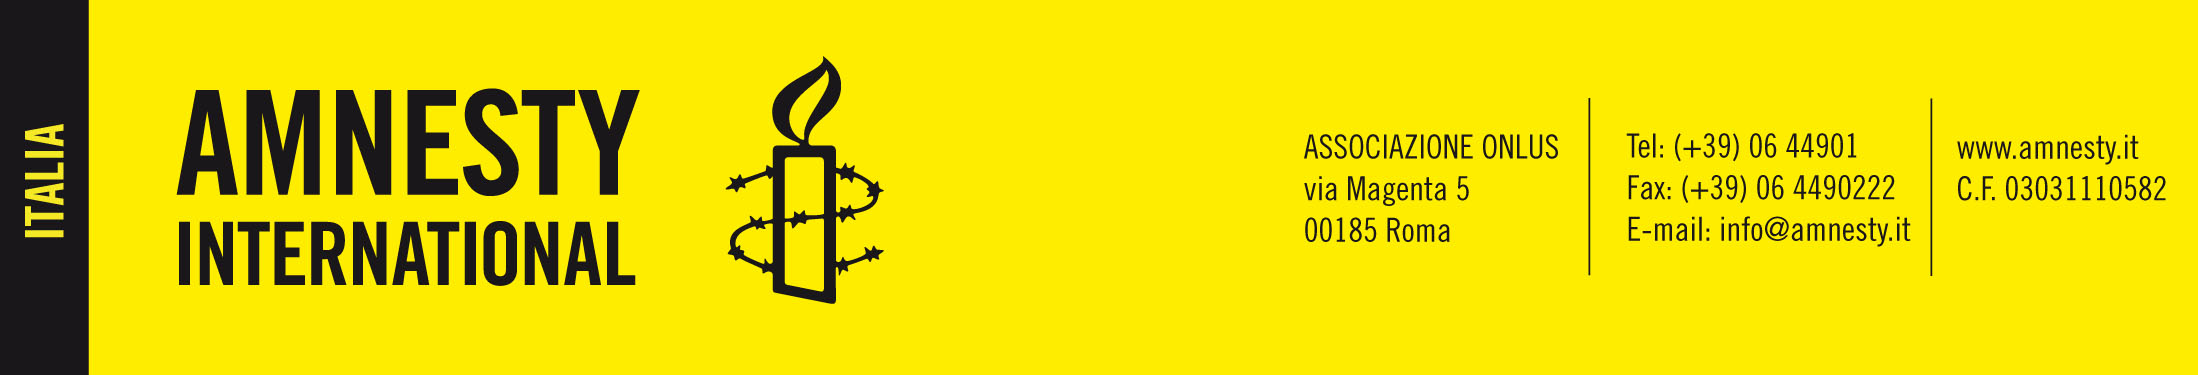 ITALIA
AMNESTY
INTERNATIONAL
ASSOCIAZIONE ONLUS
via Magenta 5
00185 Roma
Tel: (+39) 06 44901
Fax: (+39) 06 4490222
E-mail: info@amnesty.it
www.amnesty.it
C.F. 03031110582